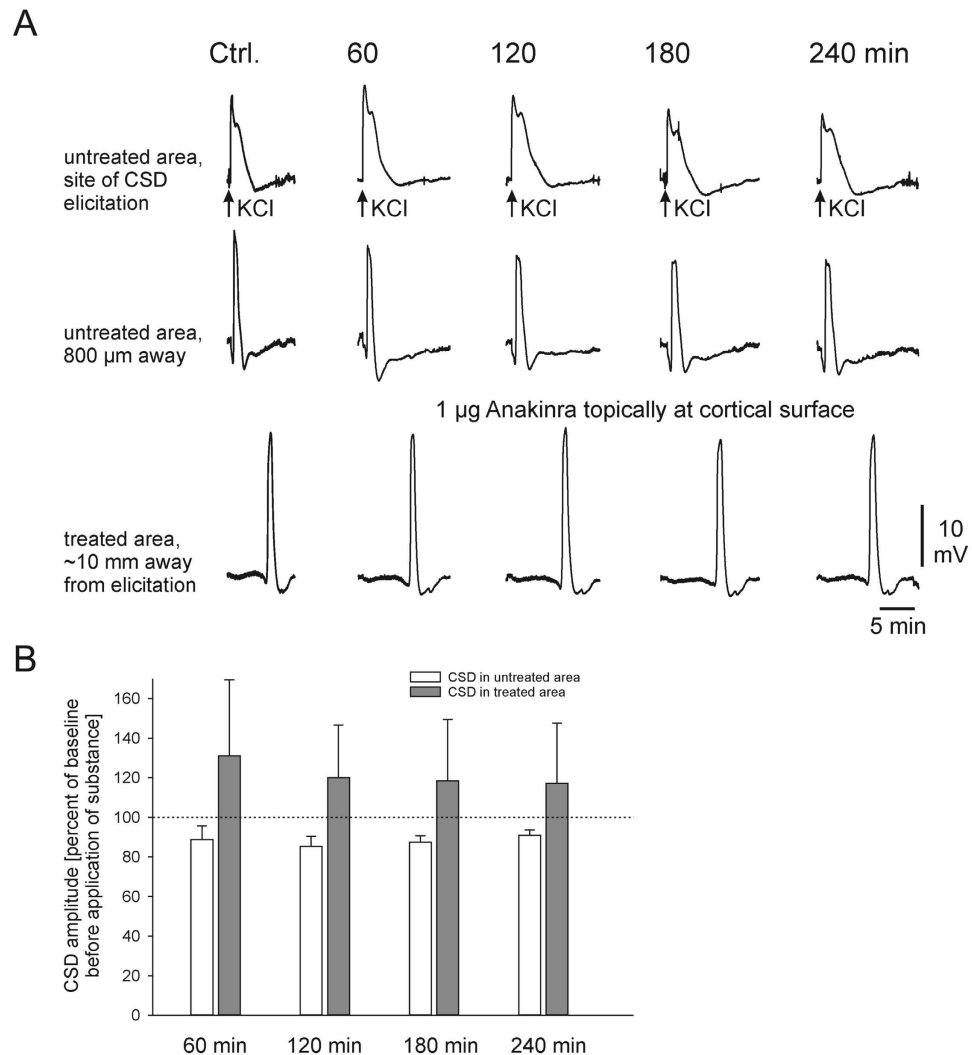 A
Ctrl. 60 120 180 240 min
untreated area,
site of CSD
elicitation
KCl KCl KCl KCl KCl
untreated area,
800 µm away
1 µg Anakinra topically at cortical surface
treated area,
~10 mm away
from elicitation
10
mV
5 min
B
CSD in untreated area
CSD in treated area
CSD amplitude [percent of baseline
before application of substance]
160
140
120
100
80
60
40
20
0
60 min 120 min 180 min 240 min